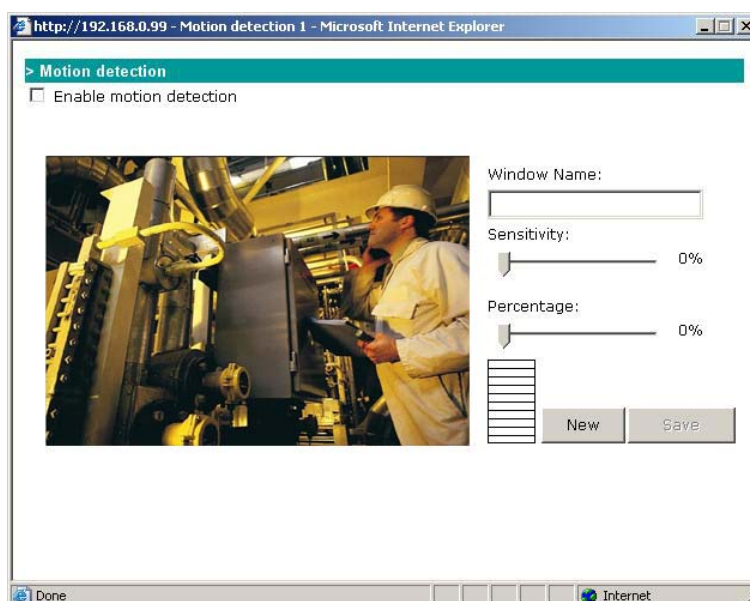 http://192.168.0.99 - Motion detection 1 - Microsoft Internet Explorer
> Motion detection
Enable motion detection
Window Name:
Sensitivity:
0%
Percentage:
0%
New
Save
Done
Internet